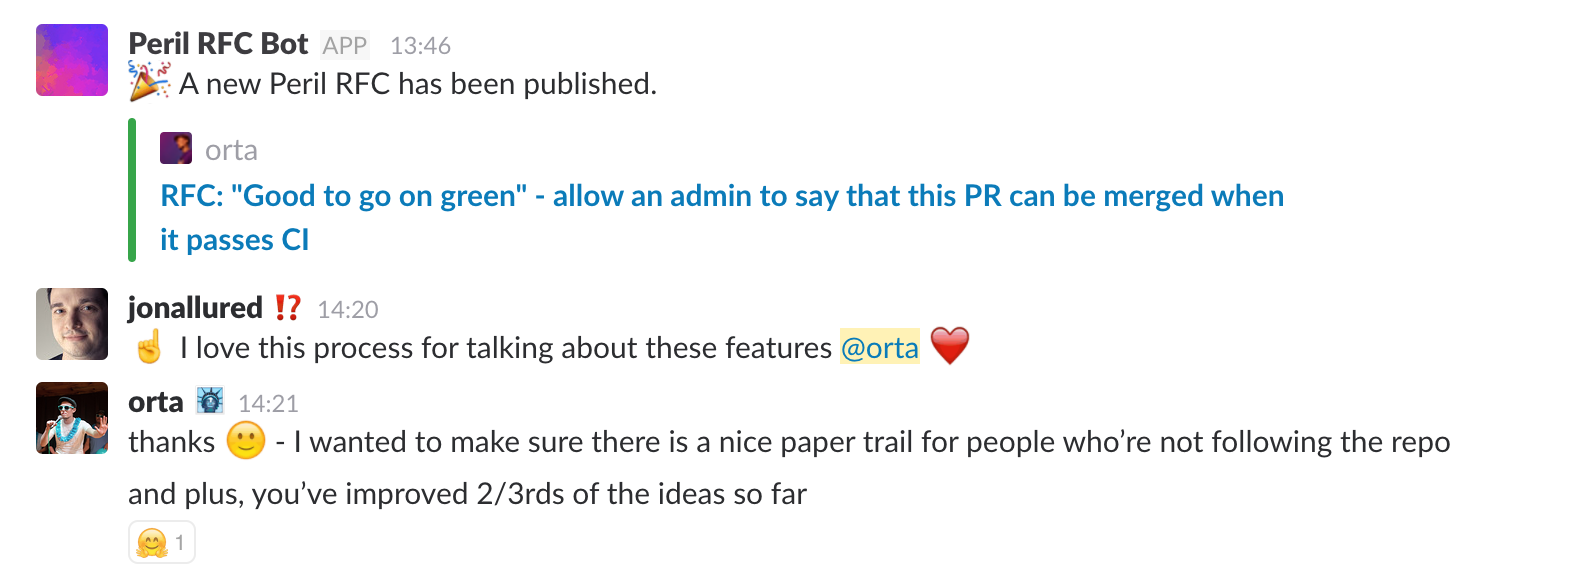 Peril RFC Bot APP 13:46
🎉 A new Peril RFC has been published.
orta
RFC: "Good to go on green" - allow an admin to say that this PR can be merged when
it passes CI
jonallured ⁉️ 14:20
☝️ I love this process for talking about these features @orta ❤️
orta 🗽 14:21
thanks 🙂 - I wanted to make sure there is a nice paper trail for people who’re not following the repo
and plus, you’ve improved 2/3rds of the ideas so far
🤗 1